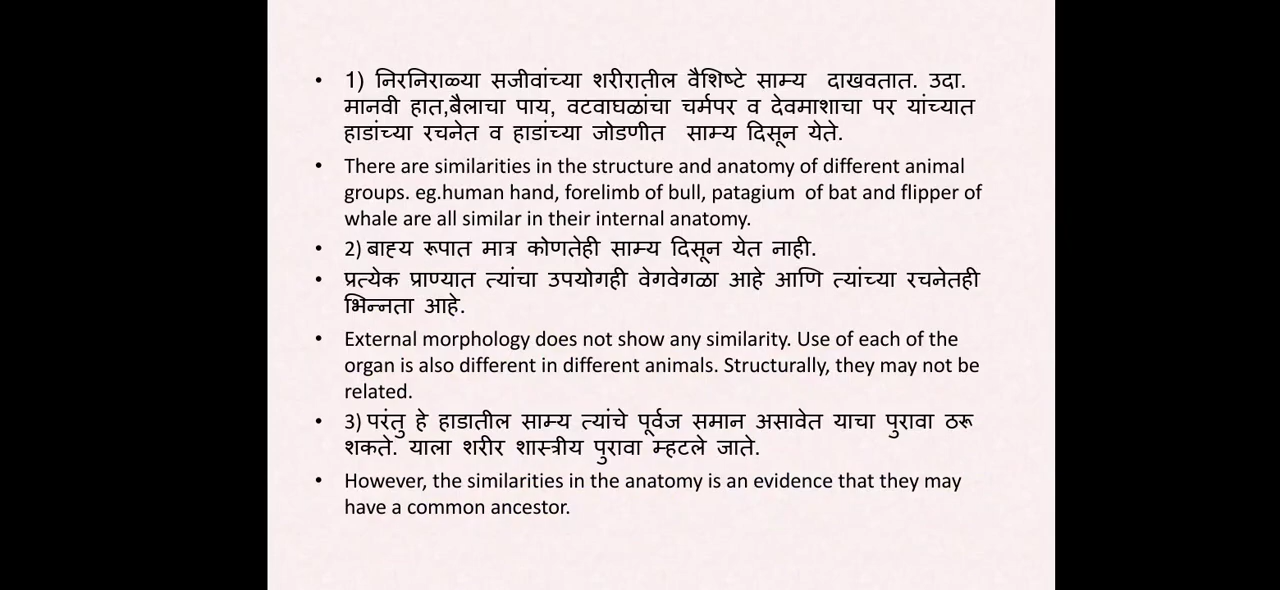 • 1) निरनिराळ्या सजीवांच्या शरीरातील वैशिष्टे साम्य दाखवतात. उदा.
मानवी हात,बैलाचा पाय, वटवाघळांचा चर्मपर व देवमाशाचा पर यांच्यात
हाडांच्या रचनेत व हाडांच्या जोडणीत साम्य दिसून येते.
• There are similarities in the structure and anatomy of different animal
groups. eg.human hand, forelimb of bull, patagium of bat and flipper of
whale are all similar in their internal anatomy.
• 2) बाह्य रूपात मात्र कोणतेही साम्य दिसून येत नाही.
• प्रत्येक प्राण्यात त्यांचा उपयोगही वेगवेगळा आहे आणि त्यांच्या रचनेतही
भिन्नता आहे.
• External morphology does not show any similarity. Use of each of the
organ is also different in different animals. Structurally, they may not be
related.
• 3) परंतु हे हाडातील साम्य त्यांचे पूर्वज समान असावेत याचा पुरावा ठरू
शकते. याला शरीर शास्त्रीय पुरावा म्हटले जाते.
• However, the similarities in the anatomy is an evidence that they may
have a common ancestor.